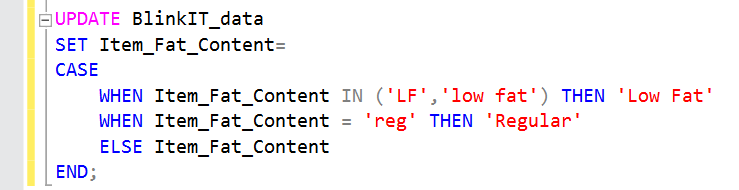 UPDATE BlinkIT_data
SET Item_Fat_Content=
CASE
    WHEN Item_Fat_Content IN ('LF','low fat') THEN 'Low Fat'
    WHEN Item_Fat_Content = 'reg' THEN 'Regular'
    ELSE Item_Fat_Content
END;